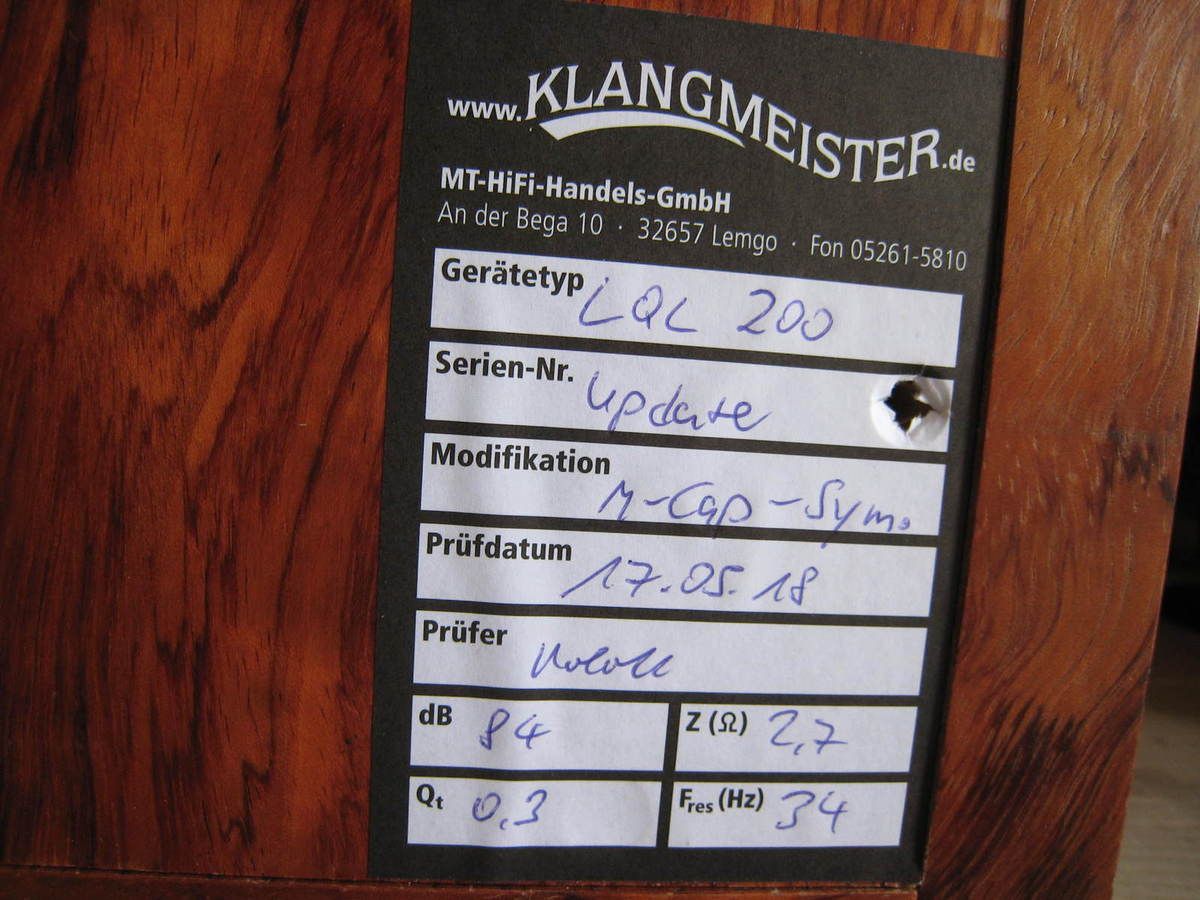 www.KLANGMEISTER.de
MT-HiFi-Handels-GmbH
An der Bega 10 · 32657 Lemgo · Fon 05261-5810
Gerätetyp LQL 200
Serien-Nr. update
Modifikation M-Cap-Sym.
Prüfdatum 17.05.18
Prüfer
dB 84 Z (Ω) 2,7
Qt 0,3 Fres (Hz) 34